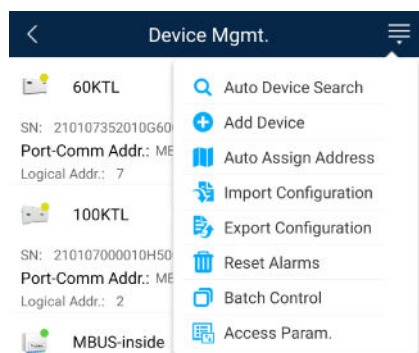 Device Mgmt.
60KTL
SN: 210107352010G60
Port-Comm Addr.: ME
Logical Addr.: 7
100KTL
SN: 210107000010H50
Port-Comm Addr.: ME
Logical Addr.: 2
MBUS-inside
Auto Device Search
Add Device
Auto Assign Address
Import Configuration
Export Configuration
Reset Alarms
Batch Control
Access Param.